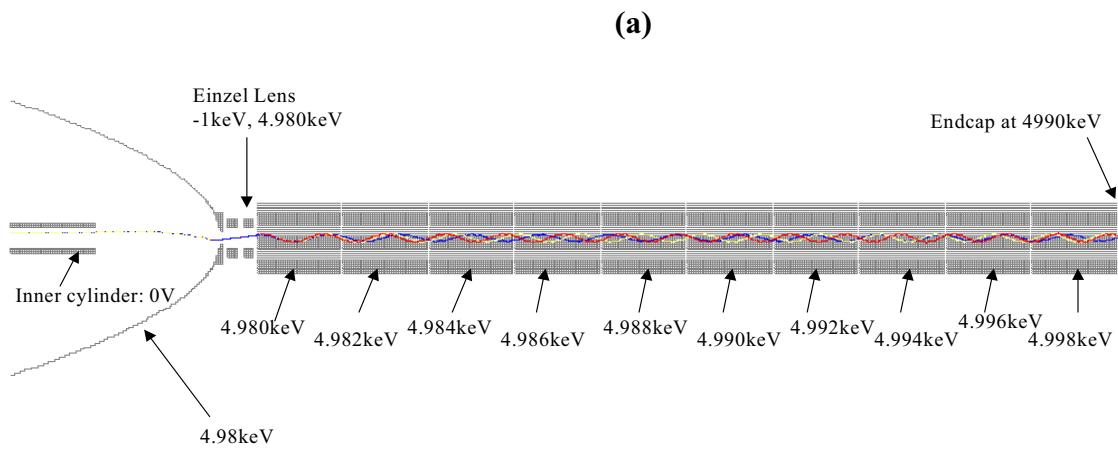 (a)
Einzel Lens
-1keV, 4.980keV
Endcap at 4990keV
Inner cylinder: 0V
4.980keV
4.982keV
4.984keV
4.986keV
4.988keV
4.990keV
4.992keV
4.994keV
4.996keV
4.998keV
4.98keV